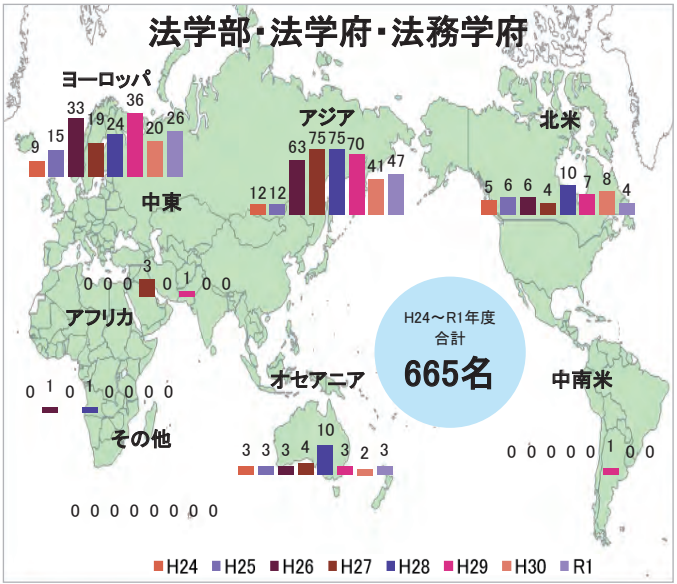 法学部・法学府・法務学府
ヨーロッパ
9 15 33 19 24 36 20 26
アジア
12 12 63 75 75 70 41 47
北米
5 6 6 4 10 7 8 4
中東
0 0 0 3 0 1 0 0
アフリカ
0 1 0 1 0 0 0 0
H24～R1年度
合計
665名
オセアニア
3 3 3 4 10 3 2 3
中南米
0 0 0 0 0 1 0 0
その他
0 0 0 0 0 0 0 0
H24 H25 H26 H27 H28 H29 H30 R1